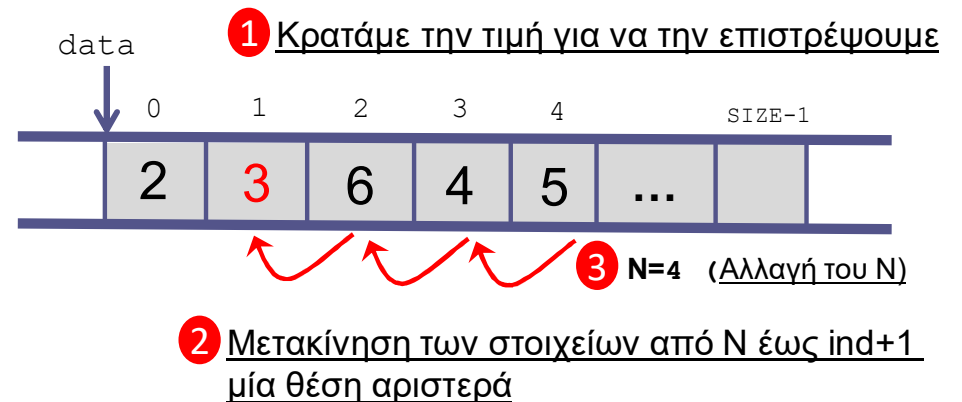 1 Κρατάμε την τιμή για να την επιστρέψουμε
data
0 1 2 3 4 SIZE-1
2 3 6 4 5 ...
3 N=4 (Αλλαγή του Ν)
2 Μετακίνηση των στοιχείων από Ν έως ind+1
μία θέση αριστερά